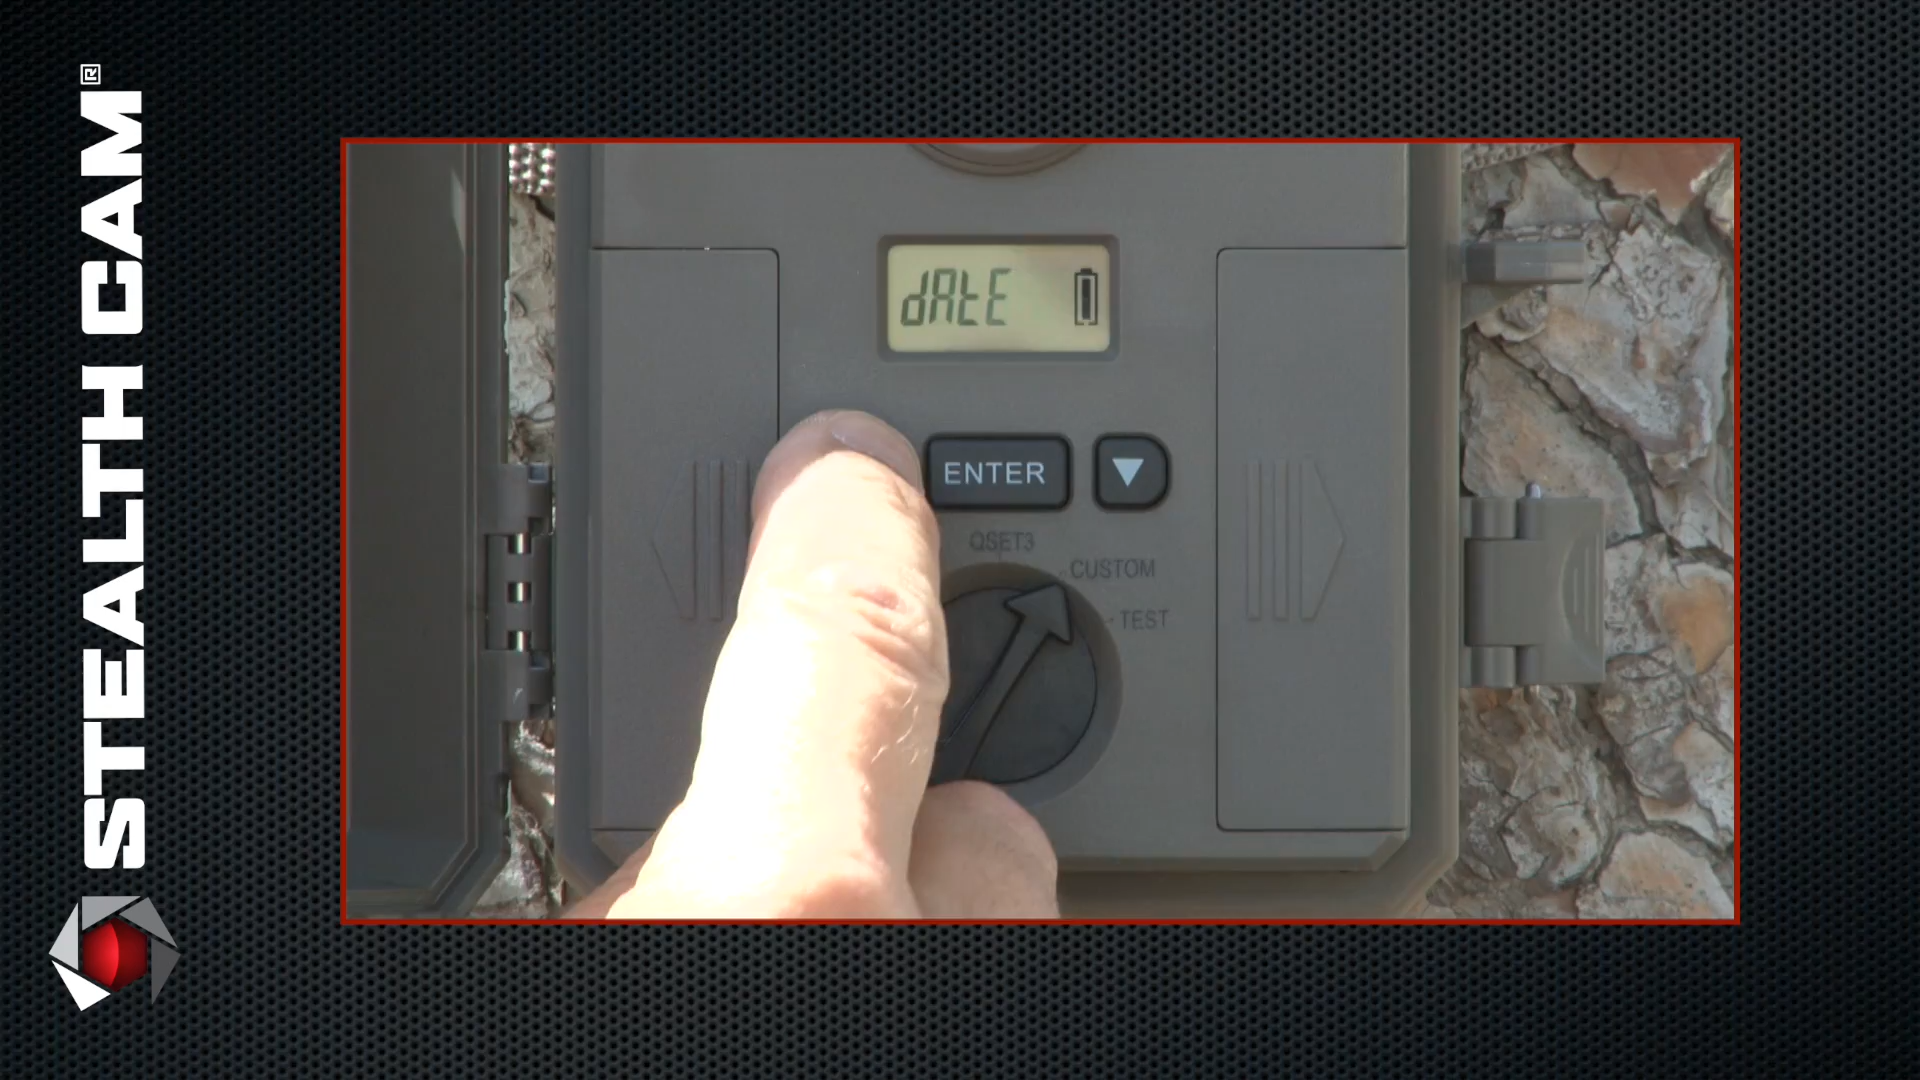 STEALTH CAM®
dAtE
ENTER
QSET3
CUSTOM
TEST